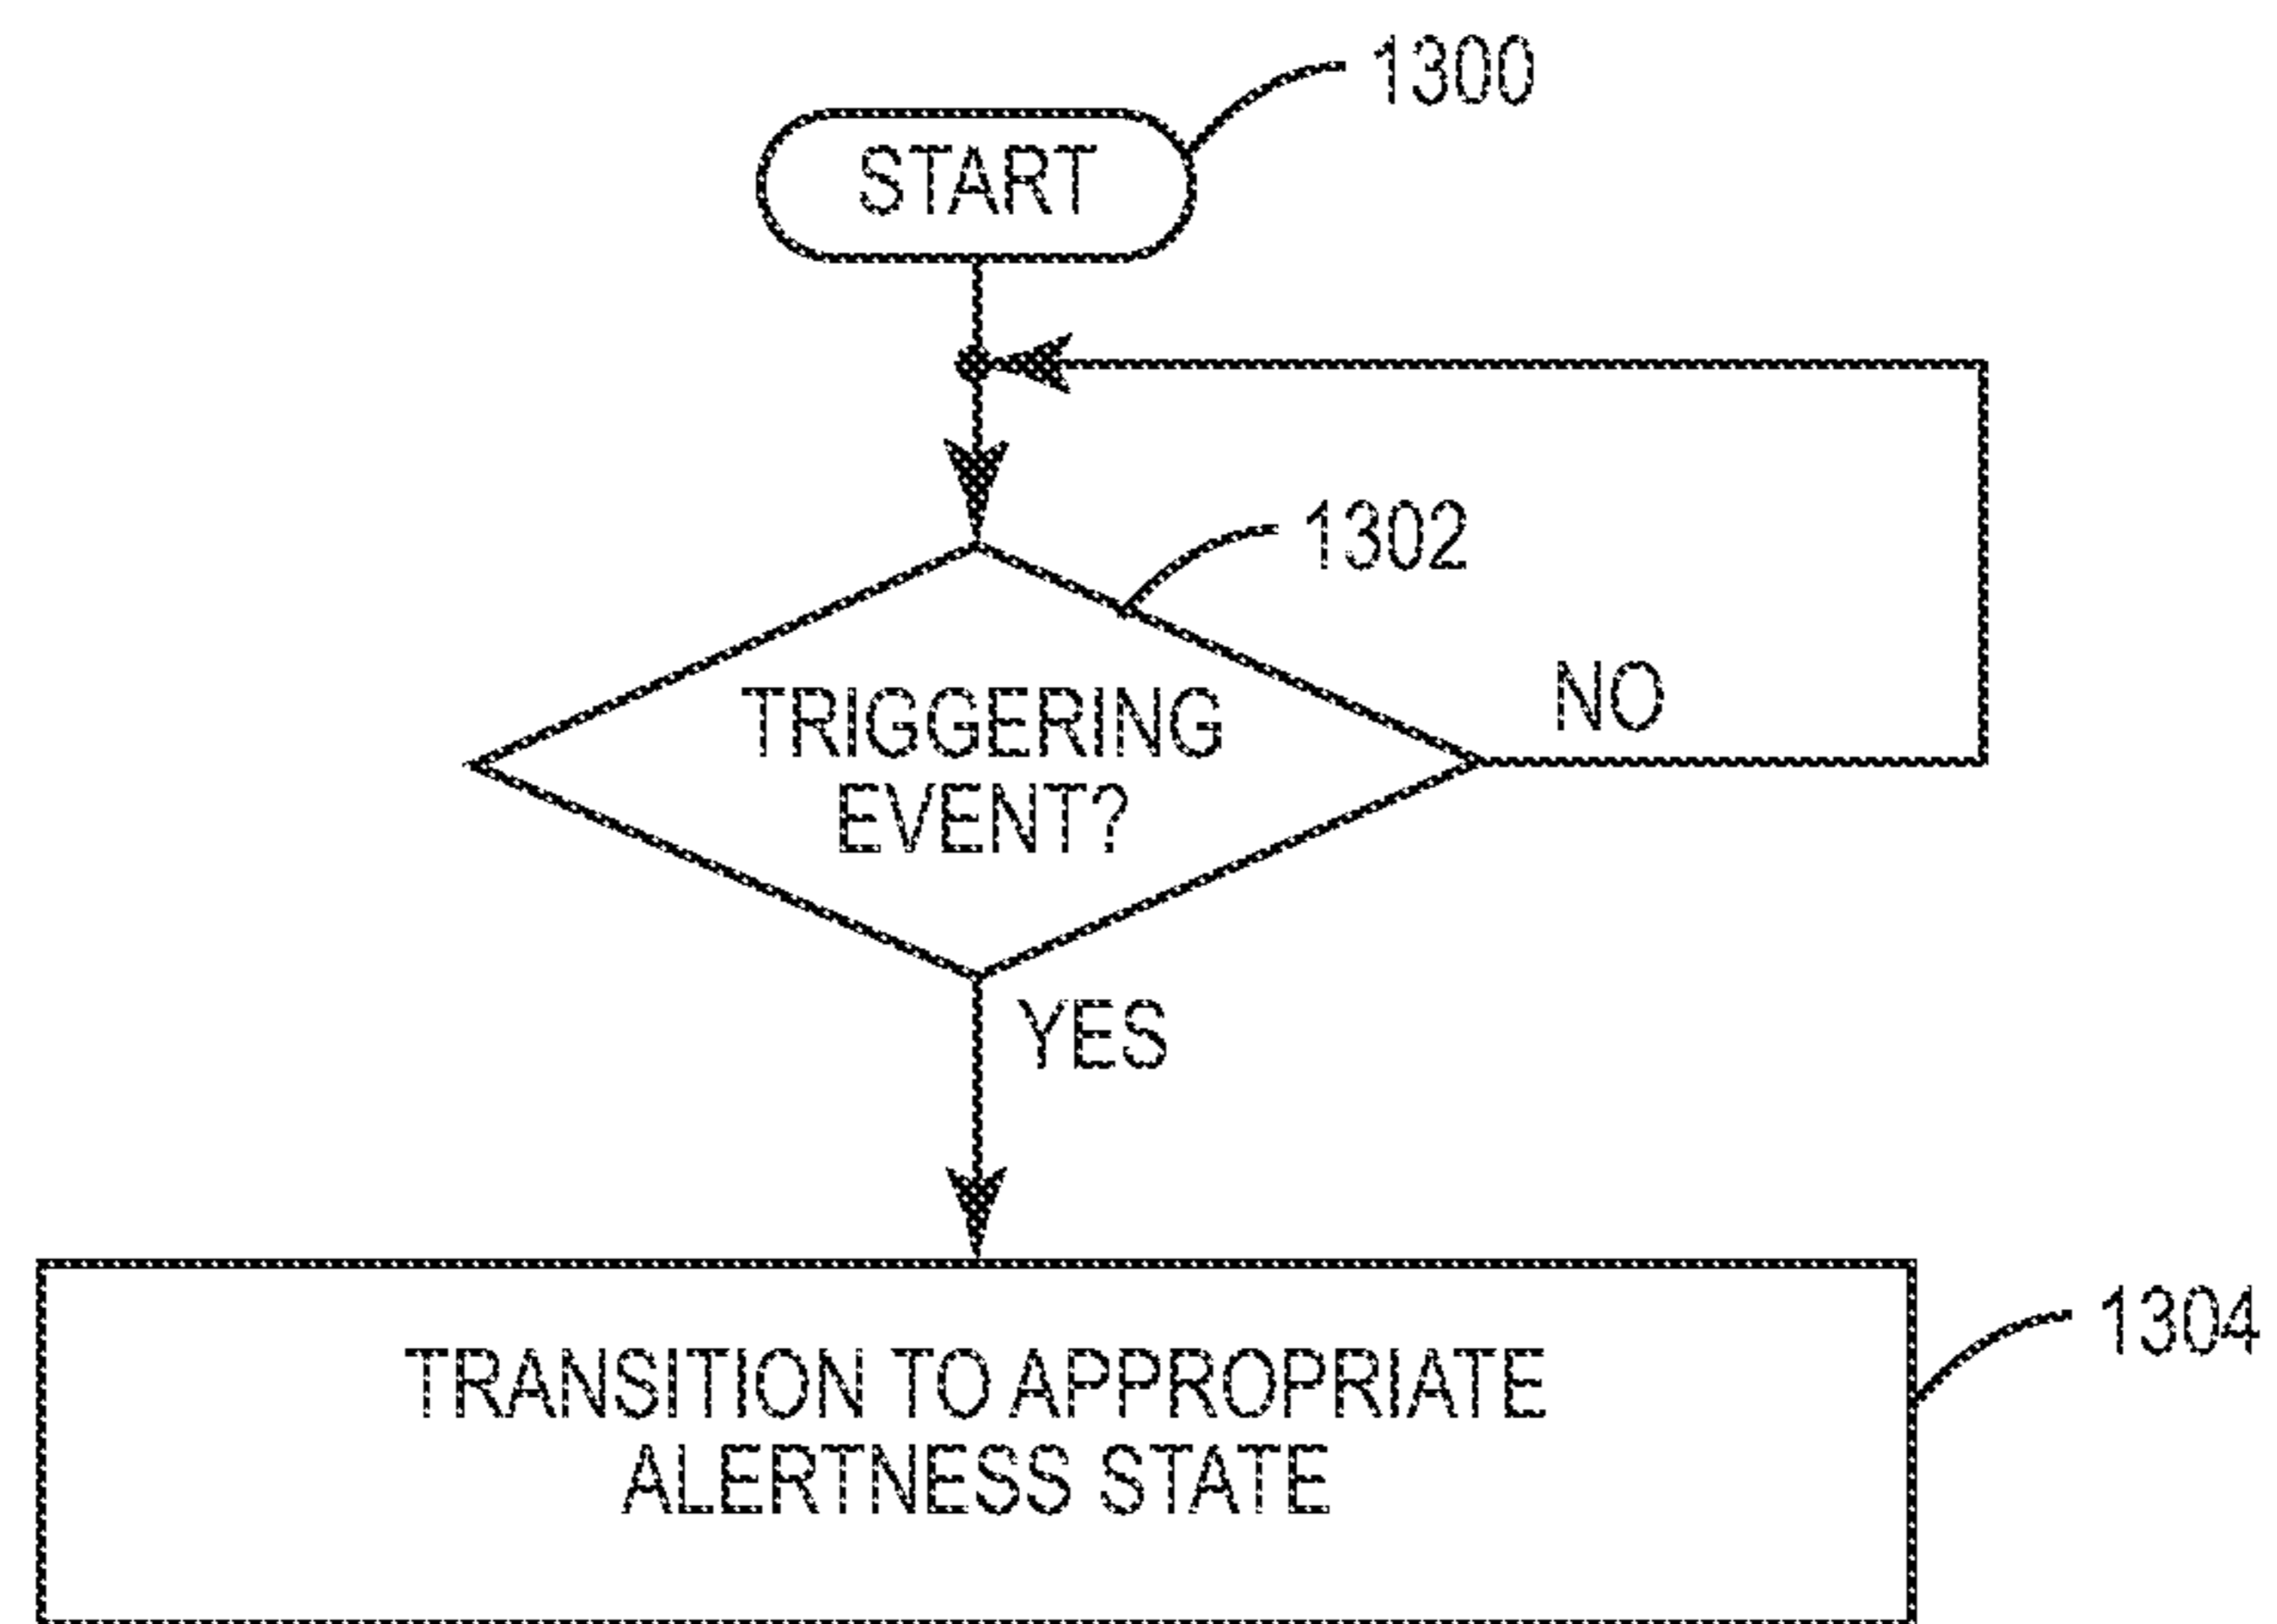 1300
START
1302
TRIGGERING
EVENT?
NO
YES
1304
TRANSITION TO APPROPRIATE
ALERTNESS STATE